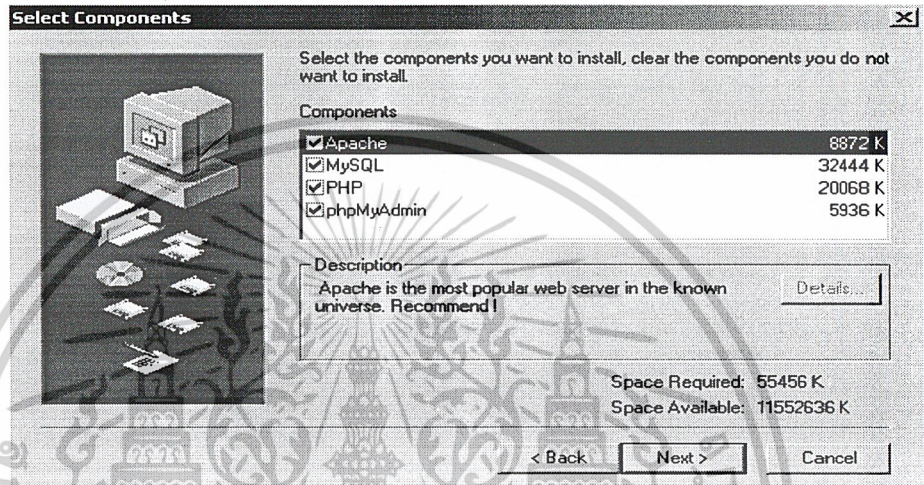 Select Components
Select the components you want to install, clear the components you do not
want to install.
Components
Apache 8872 K
MySQL 32444 K
PHP 20068 K
phpMyAdmin 5936 K
Description
Apache is the most popular web server in the known
universe. Recommend !
Details...
Space Required: 55456 K
Space Available: 11552636 K
< Back
Next >
Cancel